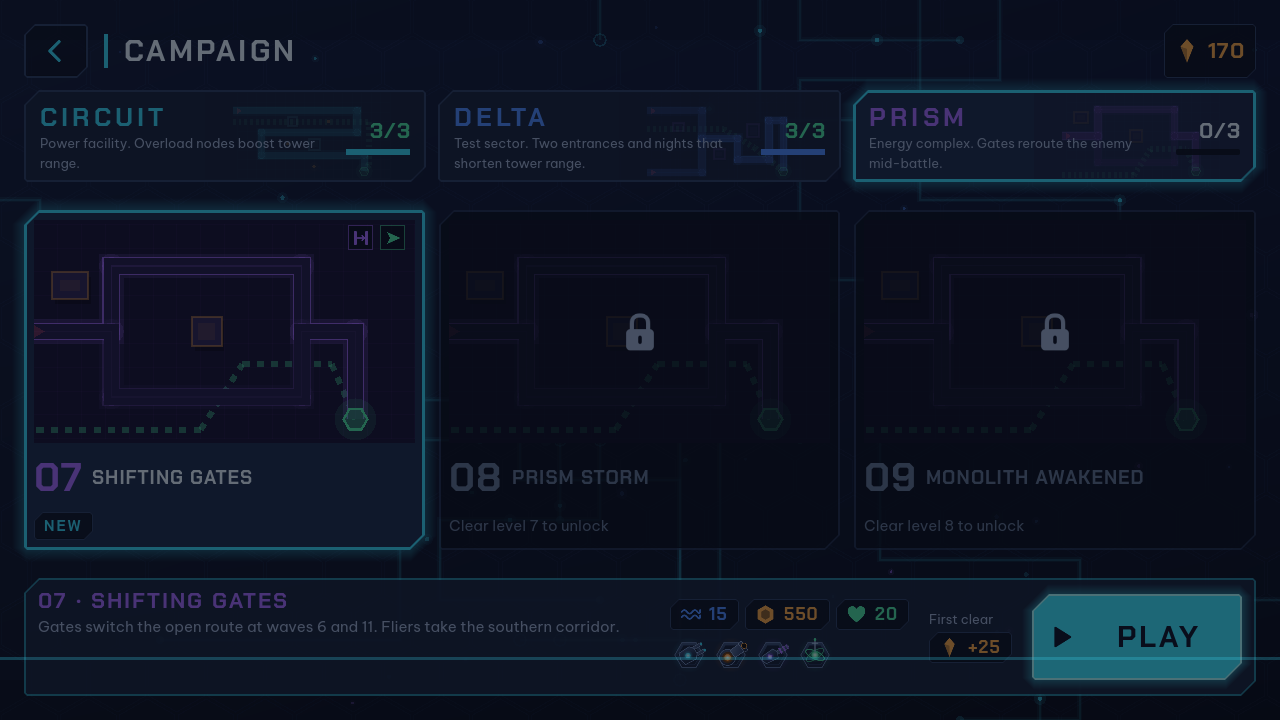 CAMPAIGN
170
CIRCUIT
Power facility. Overload nodes boost tower
range.
3/3
DELTA
Test sector. Two entrances and nights that
shorten tower range.
3/3
PRISM
Energy complex. Gates reroute the enemy
mid-battle.
0/3
07 SHIFTING GATES
NEW
08 PRISM STORM
Clear level 7 to unlock
09 MONOLITH AWAKENED
Clear level 8 to unlock
07 · SHIFTING GATES
Gates switch the open route at waves 6 and 11. Fliers take the southern corridor.
15
550
20
First clear
+25
PLAY